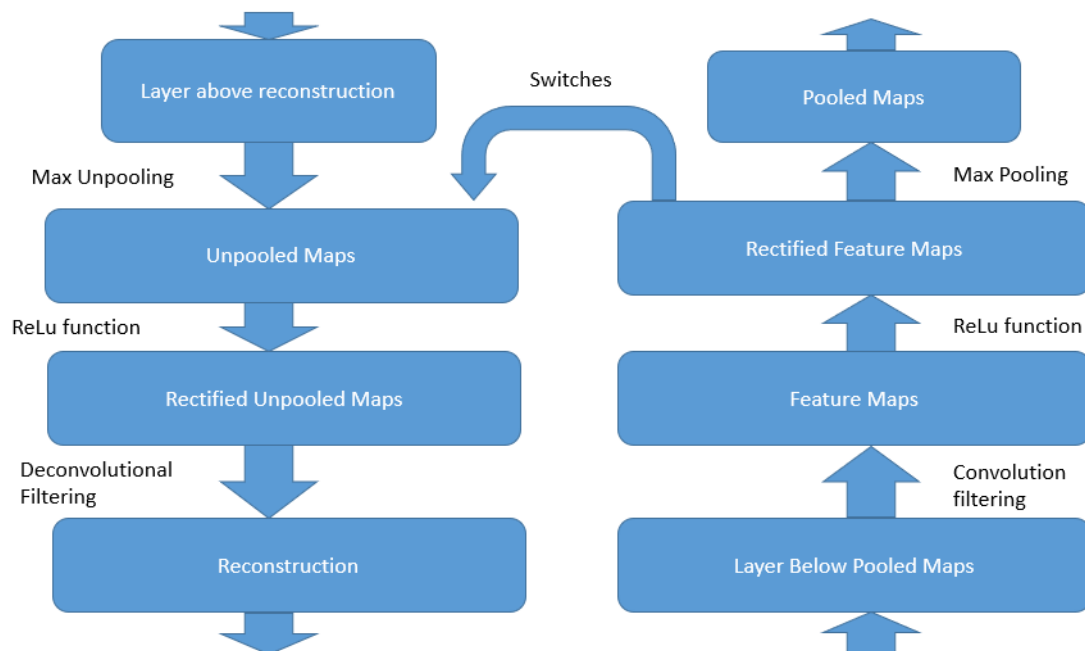 Layer above reconstruction
Switches
Pooled Maps
Max Unpooling
Max Pooling
Unpooled Maps
Rectified Feature Maps
ReLu function
ReLu function
Rectified Unpooled Maps
Feature Maps
Deconvolutional
Filtering
Convolution
filtering
Reconstruction
Layer Below Pooled Maps